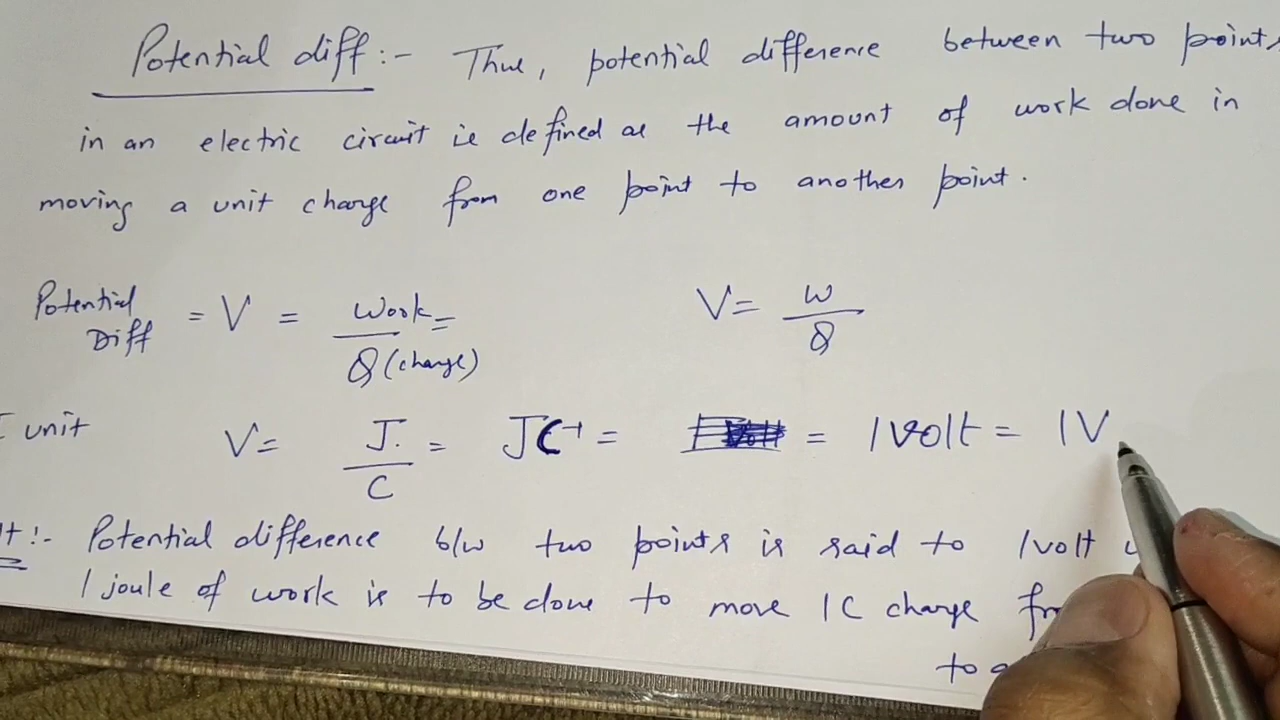 Potential diff :- Thus, potential difference between two points
in an electric circuit is defined as the amount of work done in
moving a unit charge from one point to another point.
Potential Diff = V = Work / Q (charge)
V = W / Q
unit V = J / C = JC⁻¹ = = 1 Volt = 1V
:- Potential difference b/w two points is said to 1 volt
1 joule of work is to be done to move 1C charge
to